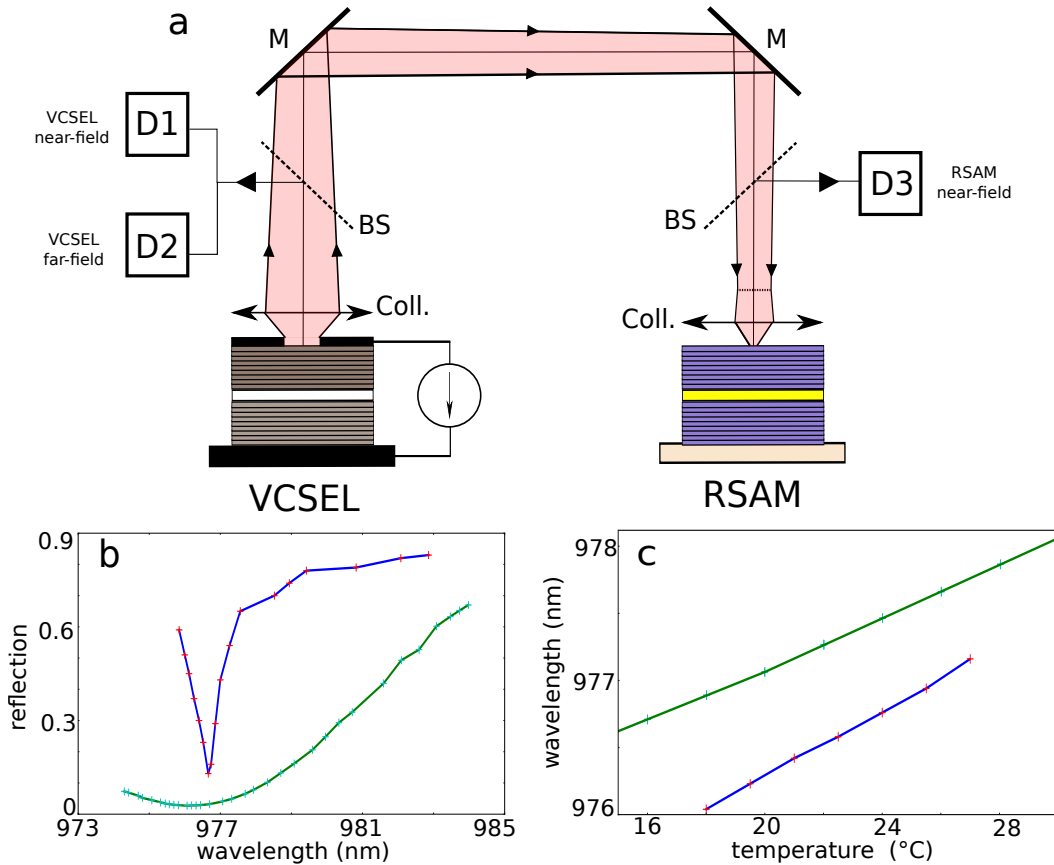 a
M
M
VCSEL
near-field
D1
D2
VCSEL
far-field
BS
BS
D3
RSAM
near-field
Coll.
Coll.
VCSEL
RSAM
b
0.9
0.6
0.3
0
reflection
973
977
981
985
wavelength (nm)
c
978
977
976
wavelength (nm)
16
20
24
28
temperature (°C)